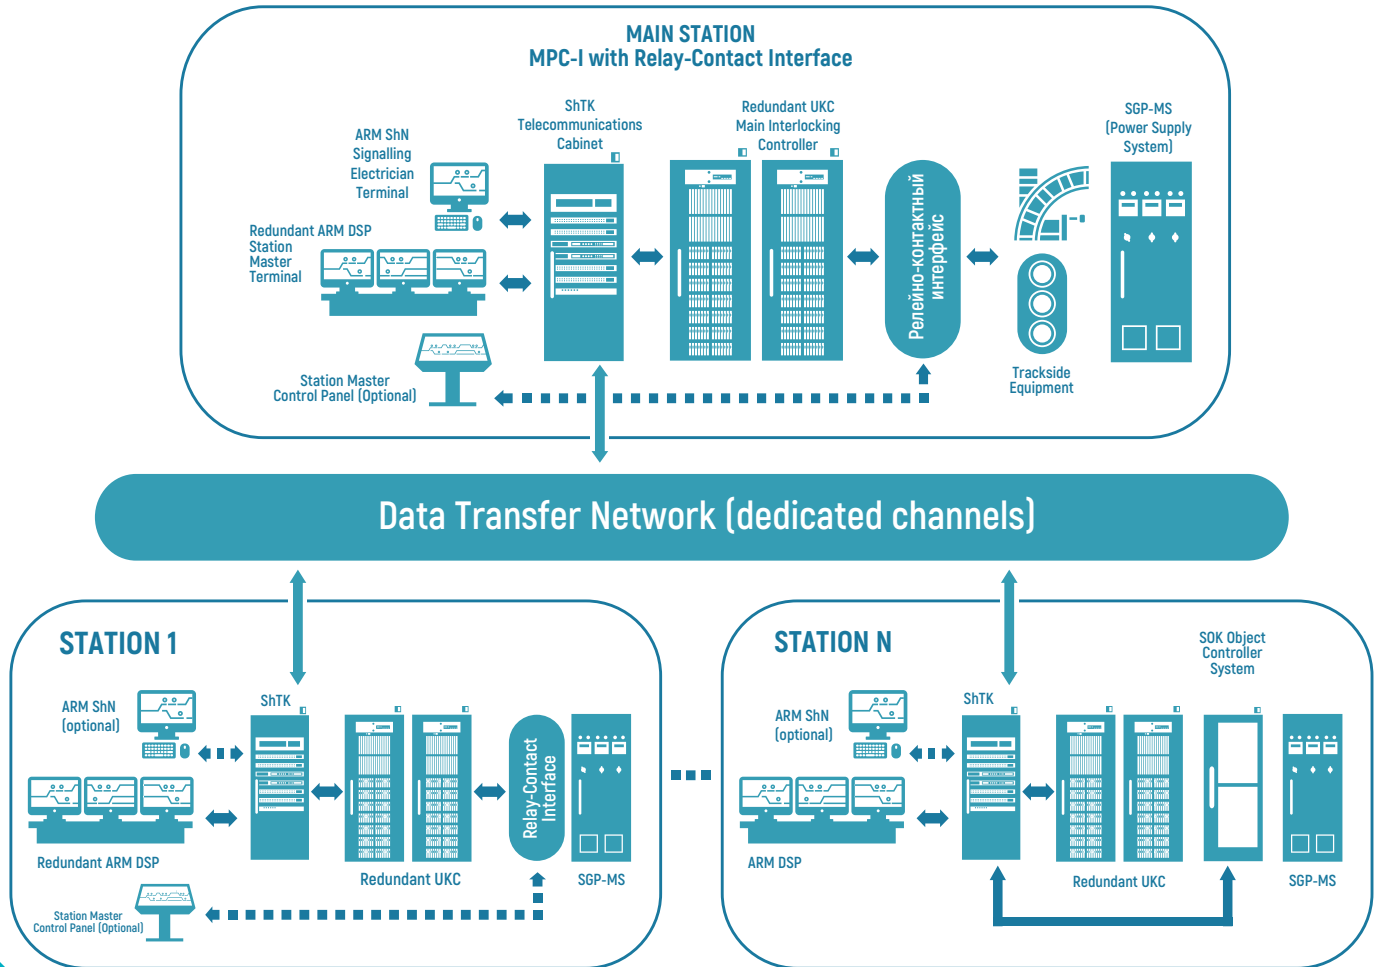 MAIN STATION
MPC-I with Relay-Contact Interface
ShTK
Telecommunications
Cabinet
Redundant UKC
Main Interlocking
Controller
SGP-MS
(Power Supply
System)
ARM ShN
Signalling
Electrician
Terminal
Redundant ARM DSP
Station
Master
Terminal
Релейно-контактный
интерфейс
Station Master
Control Panel (Optional)
Trackside
Equipment
Data Transfer Network (dedicated channels)
STATION 1
ARM ShN
(optional)
ShTK
Relay-Contact
Interface
Redundant ARM DSP
Redundant UKC
SGP-MS
Station Master
Control Panel (Optional)
STATION N
SOK Object
Controller
System
ARM ShN
(optional)
ShTK
ARM DSP
Redundant UKC
SGP-MS